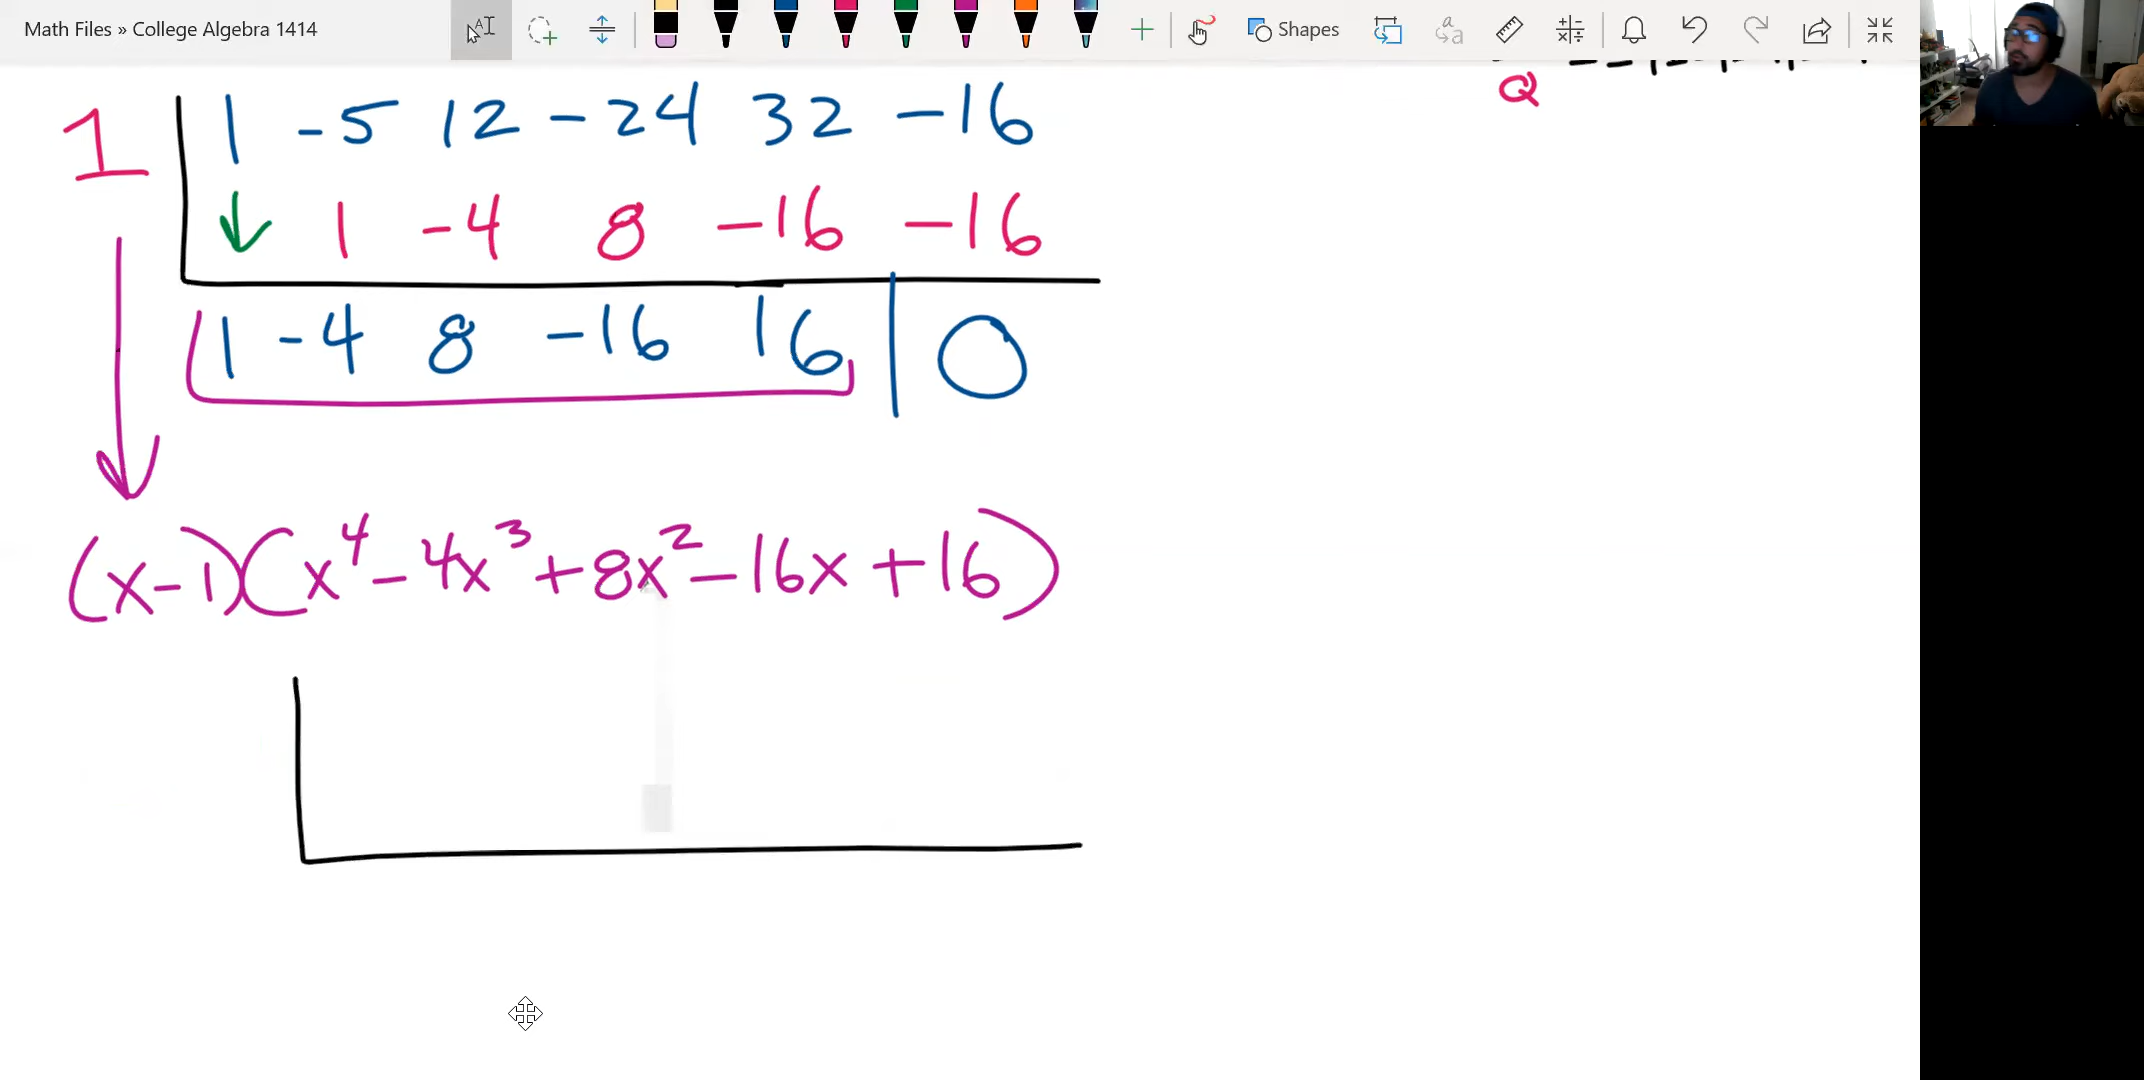 Math Files » College Algebra 1414
Shapes
Q
1 1 -5 12 -24 32 -16
1 -4 8 -16 -16
1 -4 8 -16 16 0
(x-1)(x⁴-4x³+8x²-16x+16)